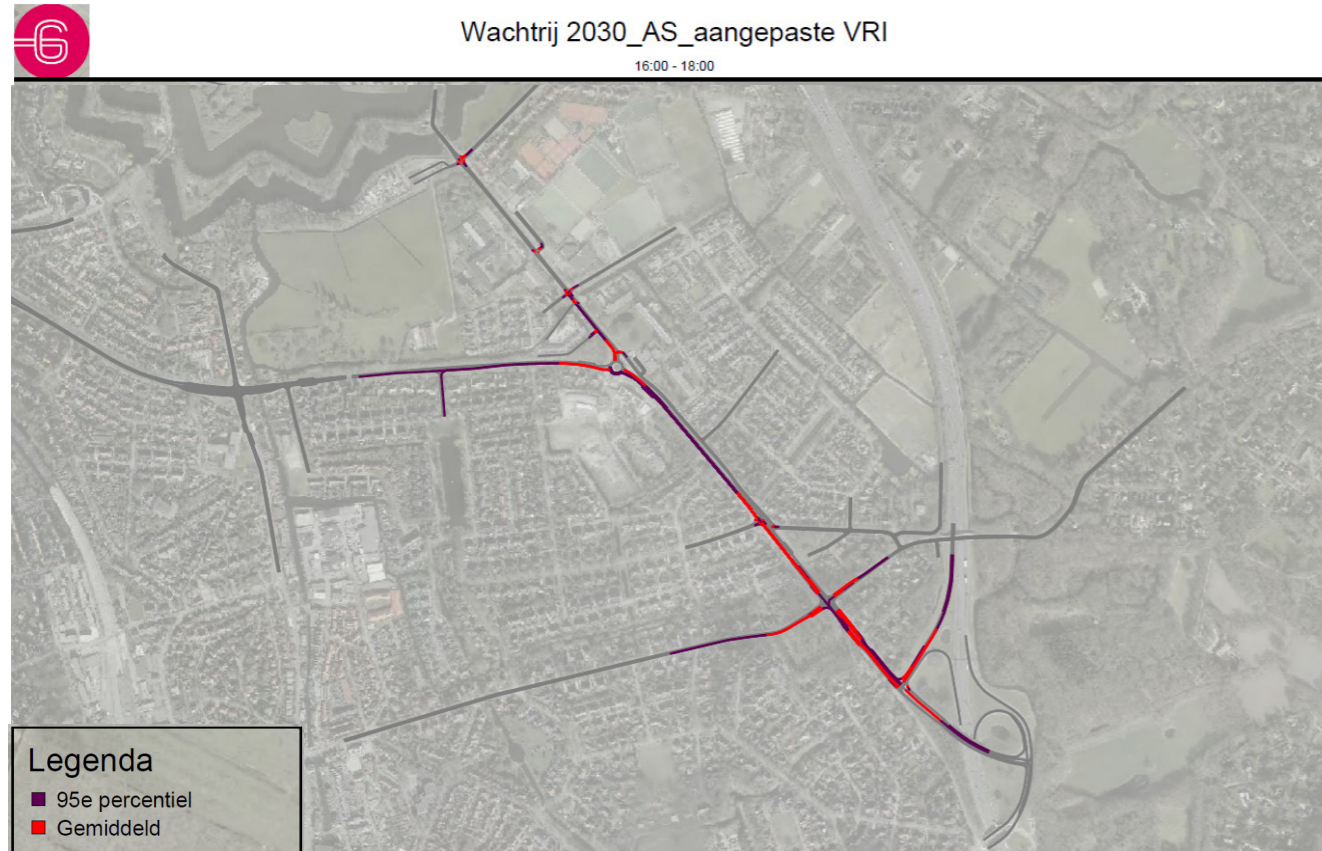 Wachtrij 2030_AS_aangepaste VRI
16:00 - 18:00
Legenda
95e percentiel
Gemiddeld